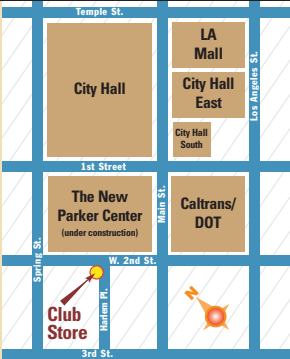 Temple St.
LA
Mall
City Hall
City Hall
East
Los Angeles St.
City Hall
South
1st Street
The New
Parker Center
(under construction)
Main St.
Caltrans/
DOT
Spring St.
W. 2nd St.
N
Club
Store
Harlem Pl.
3rd St.